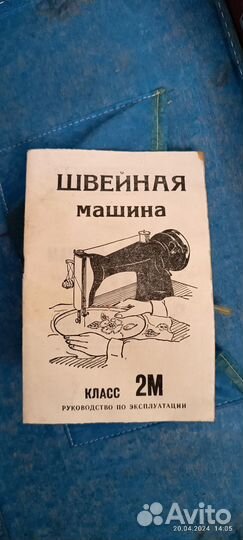 ШВЕЙНАЯ
МАШИНА
КЛАСС 2М
РУКОВОДСТВО ПО ЭКСПЛУАТАЦИИ
Avito
20.04.2024 14:05